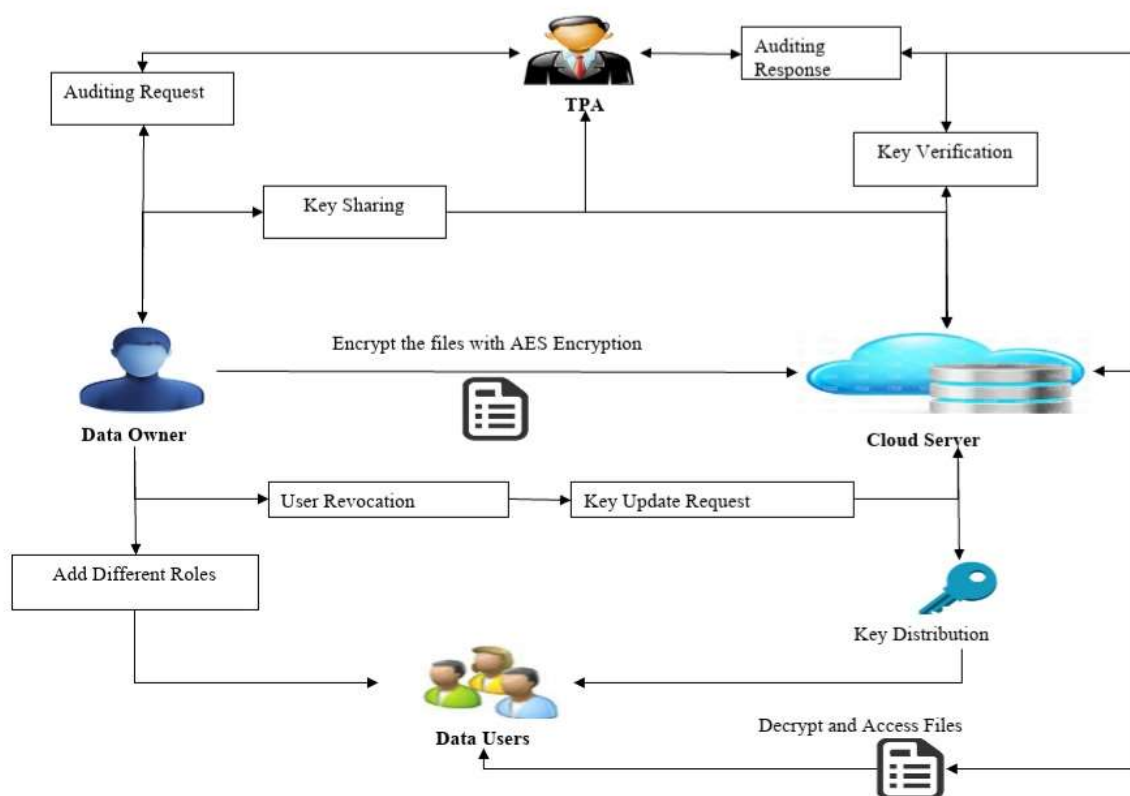 Auditing Request
TPA
Auditing
Response
Key Verification
Key Sharing
Encrypt the files with AES Encryption
Data Owner
Cloud Server
User Revocation
Key Update Request
Add Different Roles
Key Distribution
Data Users
Decrypt and Access Files